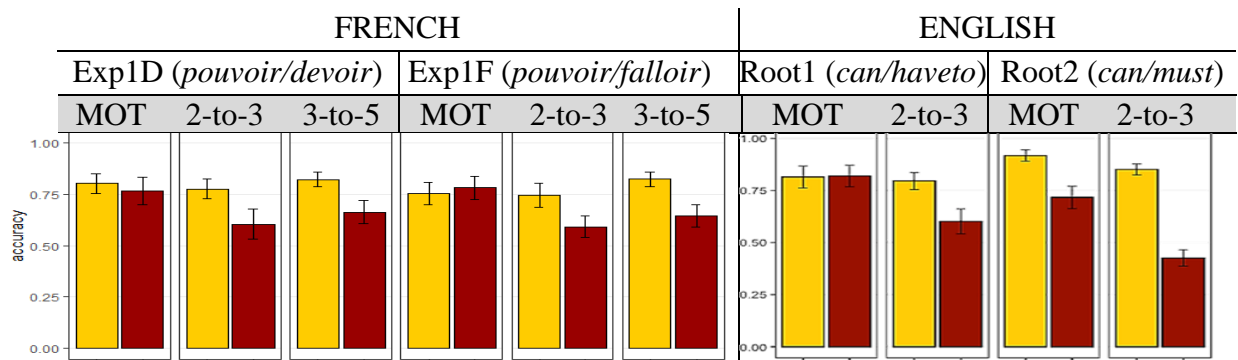 FRENCH ENGLISH
Exp1D (pouvoir/devoir) Exp1F (pouvoir/falloir) Root1 (can/haveto) Root2 (can/must)
MOT 2-to-3 3-to-5 MOT 2-to-3 3-to-5 MOT 2-to-3 MOT 2-to-3
accuracy
1.00 1.00
0.75 0.75
0.50 0.50
0.25 0.25
0.00 0.00